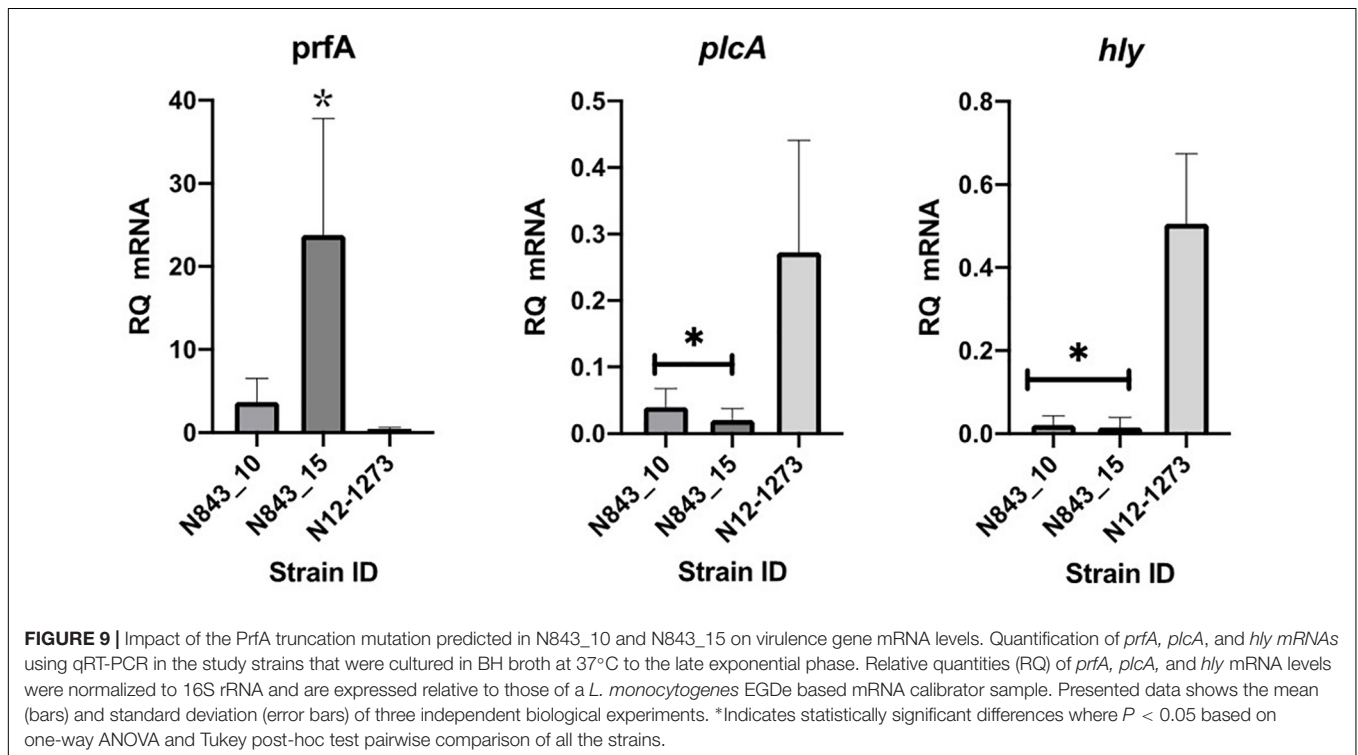 prfA
RQ mRNA
40
30
20
10
0
*
N843_10
N843_15
N12-1273
Strain ID
plcA
RQ mRNA
0.5
0.4
0.3
0.2
0.1
0.0
*
N843_10
N843_15
N12-1273
Strain ID
hly
RQ mRNA
0.8
0.6
0.4
0.2
0.0
*
N843_10
N843_15
N12-1273
Strain ID
FIGURE 9 | Impact of the PrfA truncation mutation predicted in N843_10 and N843_15 on virulence gene mRNA levels. Quantification of prfA, plcA, and hly mRNAs
using qRT-PCR in the study strains that were cultured in BH broth at 37°C to the late exponential phase. Relative quantities (RQ) of prfA, plcA, and hly mRNA levels
were normalized to 16S rRNA and are expressed relative to those of a L. monocytogenes EGDe based mRNA calibrator sample. Presented data shows the mean
(bars) and standard deviation (error bars) of three independent biological experiments. *Indicates statistically significant differences where P < 0.05 based on
one-way ANOVA and Tukey post-hoc test pairwise comparison of all the strains.